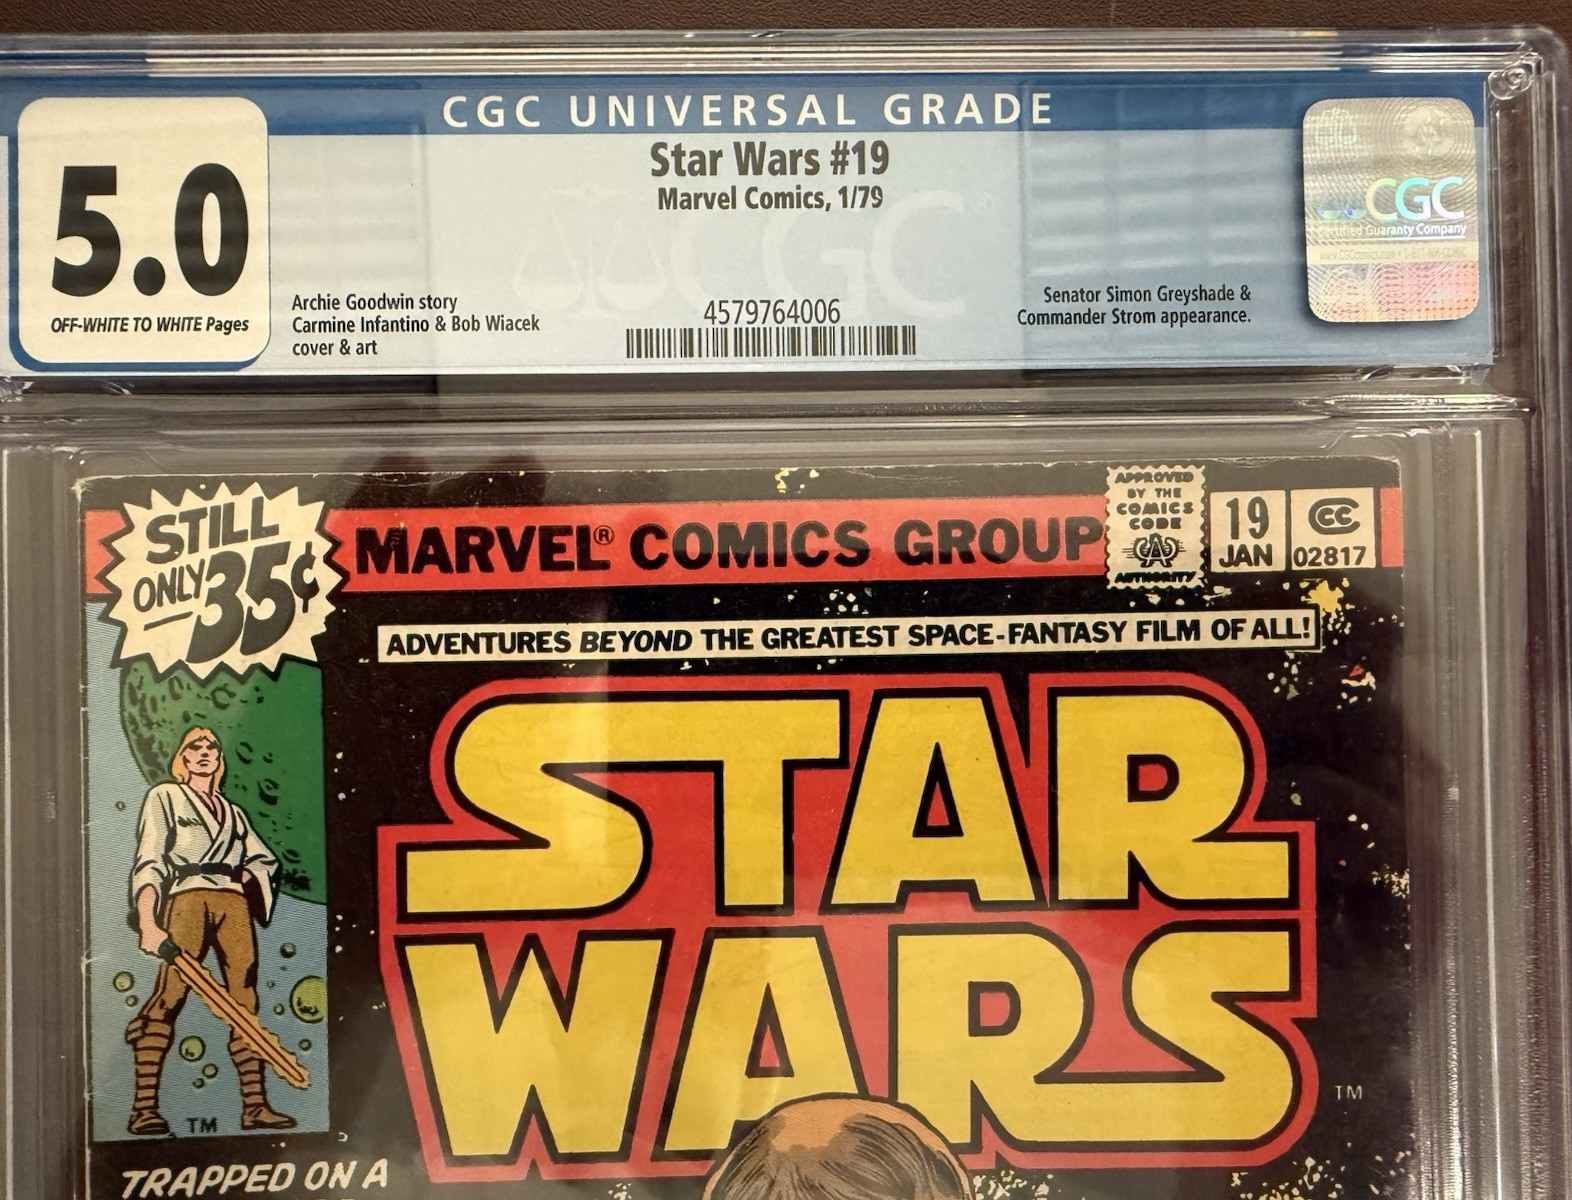 CGC UNIVERSAL GRADE
5.0
OFF-WHITE TO WHITE Pages
Star Wars #19
Marvel Comics, 1/79
Archie Goodwin story
Carmine Infantino & Bob Wiacek
cover & art
4579764006
Senator Simon Greyshade &
Commander Strom appearance.
CGC
CGC
Certified Guaranty Company
STILL
ONLY 35¢
MARVEL® COMICS GROUP
APPROVED
BY THE
COMICS
CODE
CA
AUTHORITY
19
JAN
CC
02817
ADVENTURES BEYOND THE GREATEST SPACE-FANTASY FILM OF ALL!
STAR
WARS
TM
TM
TRAPPED ON A